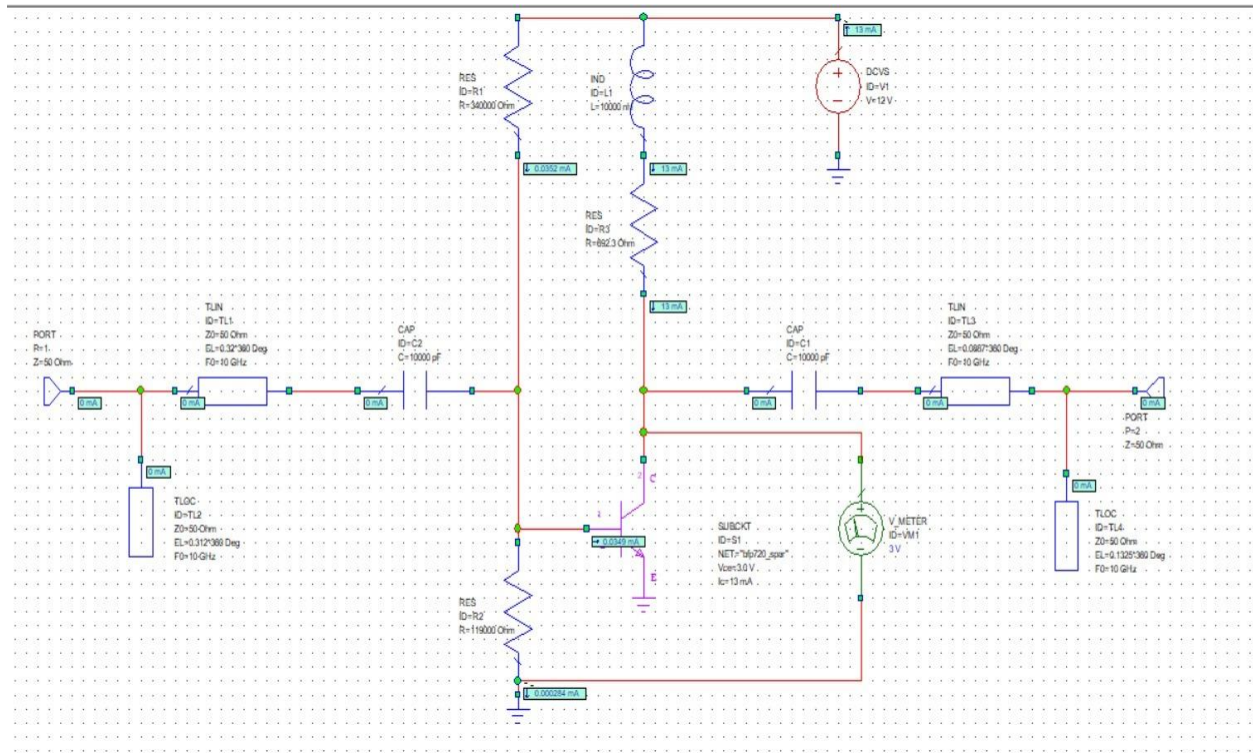 13 mA
DCVS
ID=V1
V=12 V
RES
ID=R1
R=340000 Ohm
IND
ID=L1
L=10000 nH
0.0352 mA
13 mA
RES
ID=R3
R=692.3 Ohm
13 mA
TLIN
ID=TL1
Z0=50 Ohm
EL=0.32*360 Deg
F0=10 GHz
TLIN
ID=TL3
Z0=50 Ohm
EL=0.0987*360 Deg
F0=10 GHz
PORT
Z=50 Ohm
CAP
ID=C2
C=10000 pF
CAP
ID=C1
C=10000 pF
0 mA
0 mA
0 mA
0 mA
0 mA
PORT
P=2
Z=50 Ohm
0 mA
0 mA
TLOC
ID=TL2
Z0=50 Ohm
EL=0.312*360 Deg
F0=10 GHz
2
C
1
0.0349 mA
E
SUBCKT
ID=S1
NET="bfp720_spar"
Vce=3.0 V
Ic=13 mA
V_METER
ID=VM1
3 V
TLOC
ID=TL4
Z0=50 Ohm
EL=0.1325*360 Deg
F0=10 GHz
RES
ID=R2
R=119000 Ohm
0.000284 mA